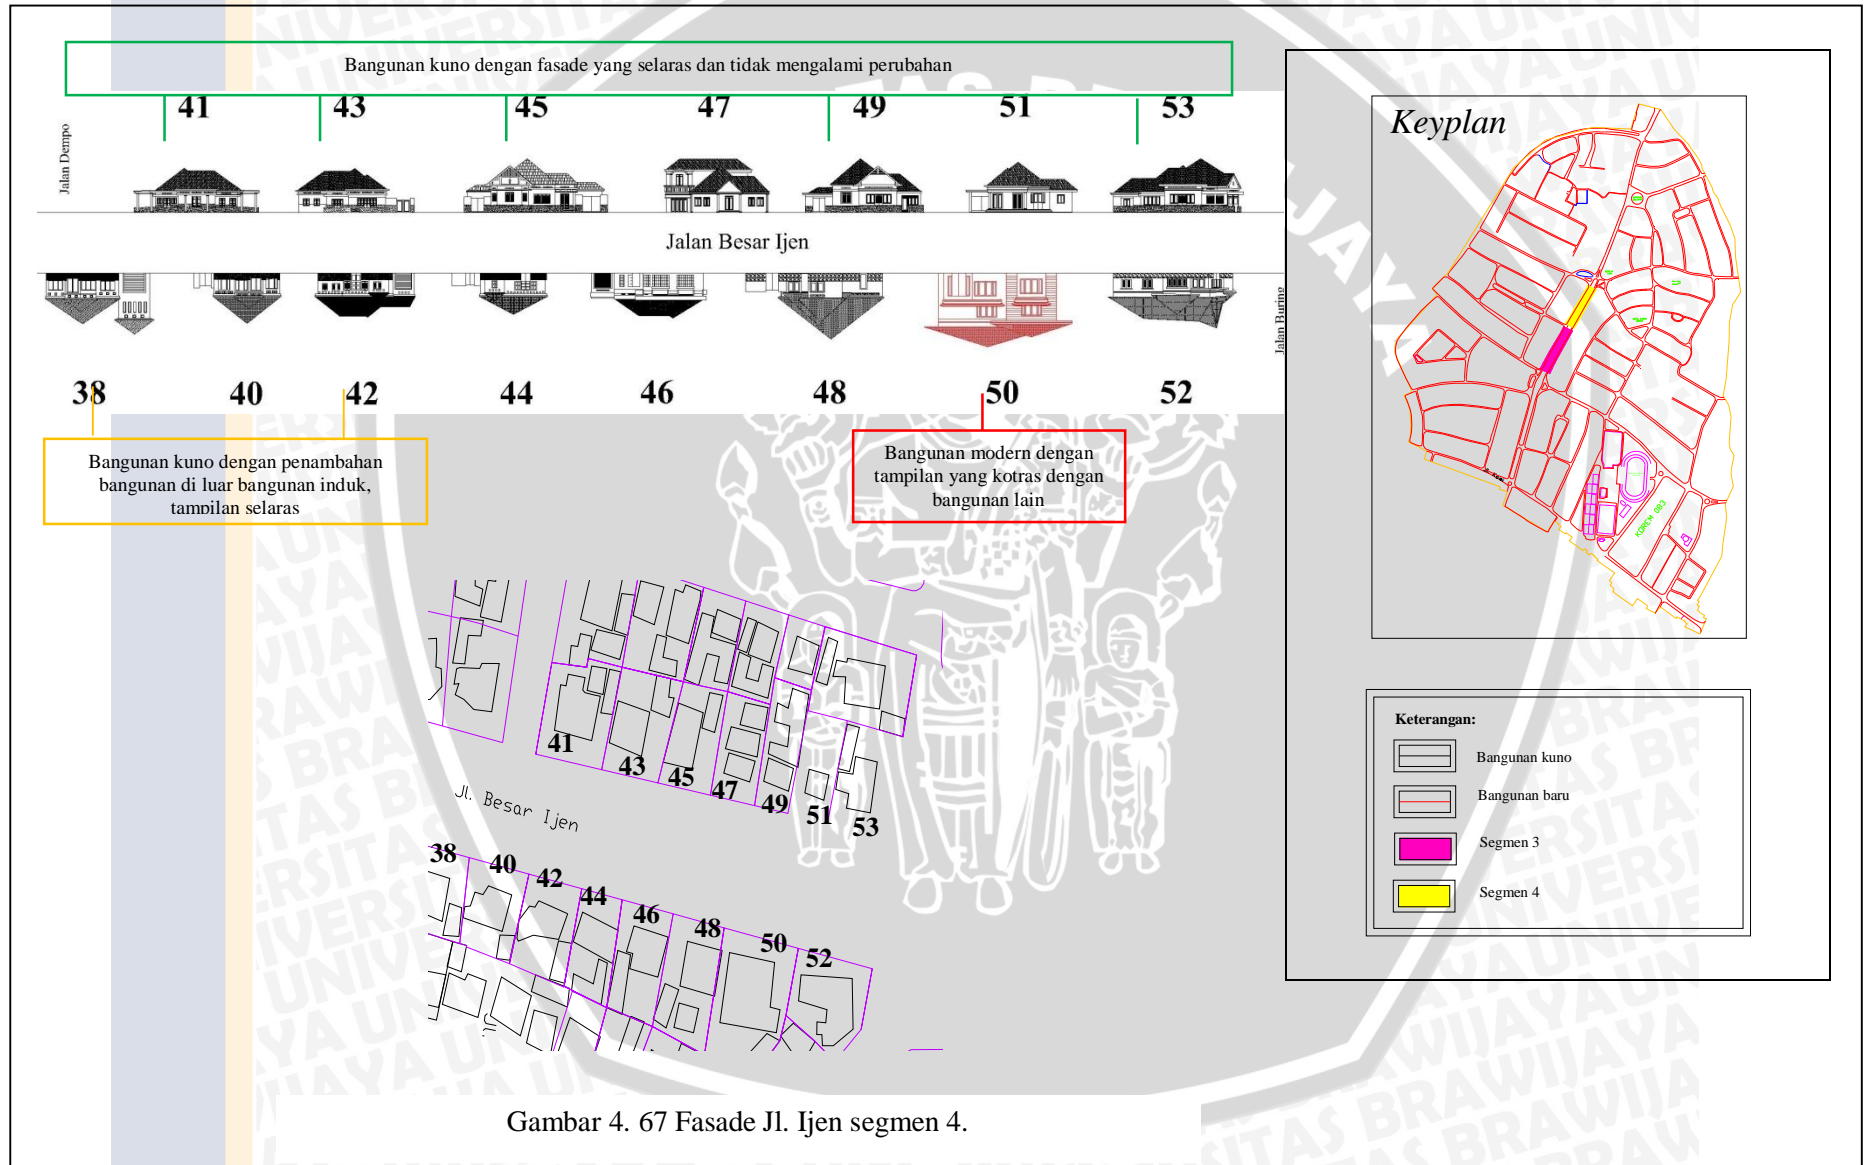 Bangunan kuno dengan fasade yang selaras dan tidak mengalami perubahan
41 43 45 47 49 51 53
Jalan Dempo
Jalan Besar Ijen
Jalan Buring
38 40 42 44 46 48 50 52
Bangunan kuno dengan penambahan
bangunan di luar bangunan induk,
tampilan selaras
Bangunan modern dengan
tampilan yang kotras dengan
bangunan lain
41
43
45
47
49
51
53
Jl. Besar Ijen
38
40
42
44
46
48
50
52
Gambar 4. 67 Fasade Jl. Ijen segmen 4.
Keyplan
KOREM 083
Keterangan:
Bangunan kuno
Bangunan baru
Segmen 3
Segmen 4